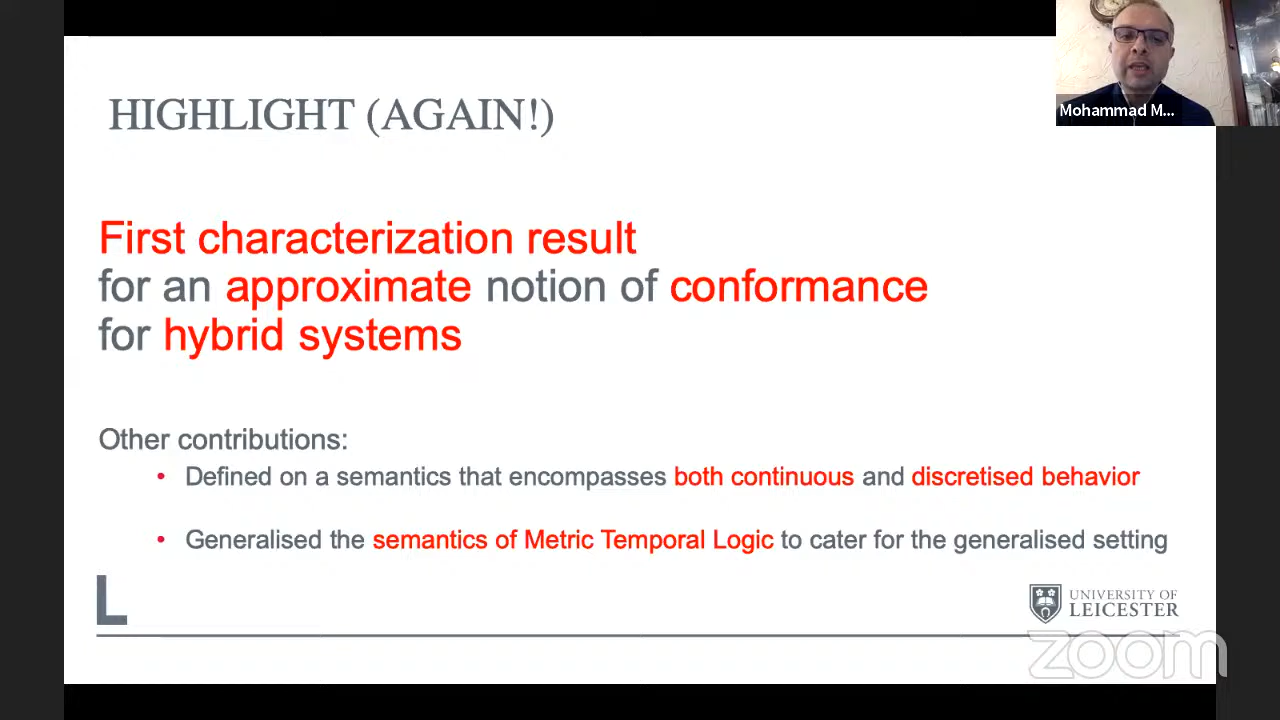 HIGHLIGHT (AGAIN!)
Mohammad M...
First characterization result
for an approximate notion of conformance
for hybrid systems
Other contributions:
• Defined on a semantics that encompasses both continuous and discretised behavior
• Generalised the semantics of Metric Temporal Logic to cater for the generalised setting
L
UNIVERSITY OF
LEICESTER
zoom